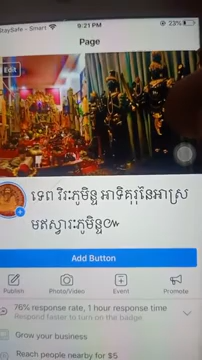 StaySafe - Smart
9:21 PM
23%
Page
Edit
ទេព វិរៈភូមិន្ទ អាទិគុរុនៃអាស្រ
មឥស្វារៈភូមិន្ទ៚
Add Button
Publish
Photo/Video
Event
Promote
76% response rate, 1 hour response time
Respond faster to turn on the badge
Grow your business
Reach people nearby for $5